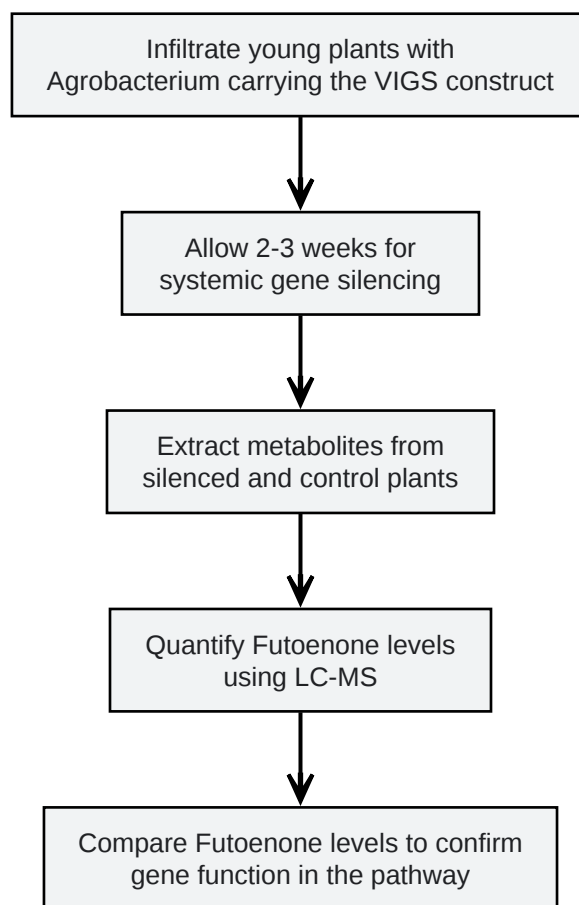 Infiltrate young plants with
Agrobacterium carrying the VIGS construct
Allow 2-3 weeks for
systemic gene silencing
Extract metabolites from
silenced and control plants
Quantify Futoenone levels
using LC-MS
Compare Futoenone levels to confirm
gene function in the pathway